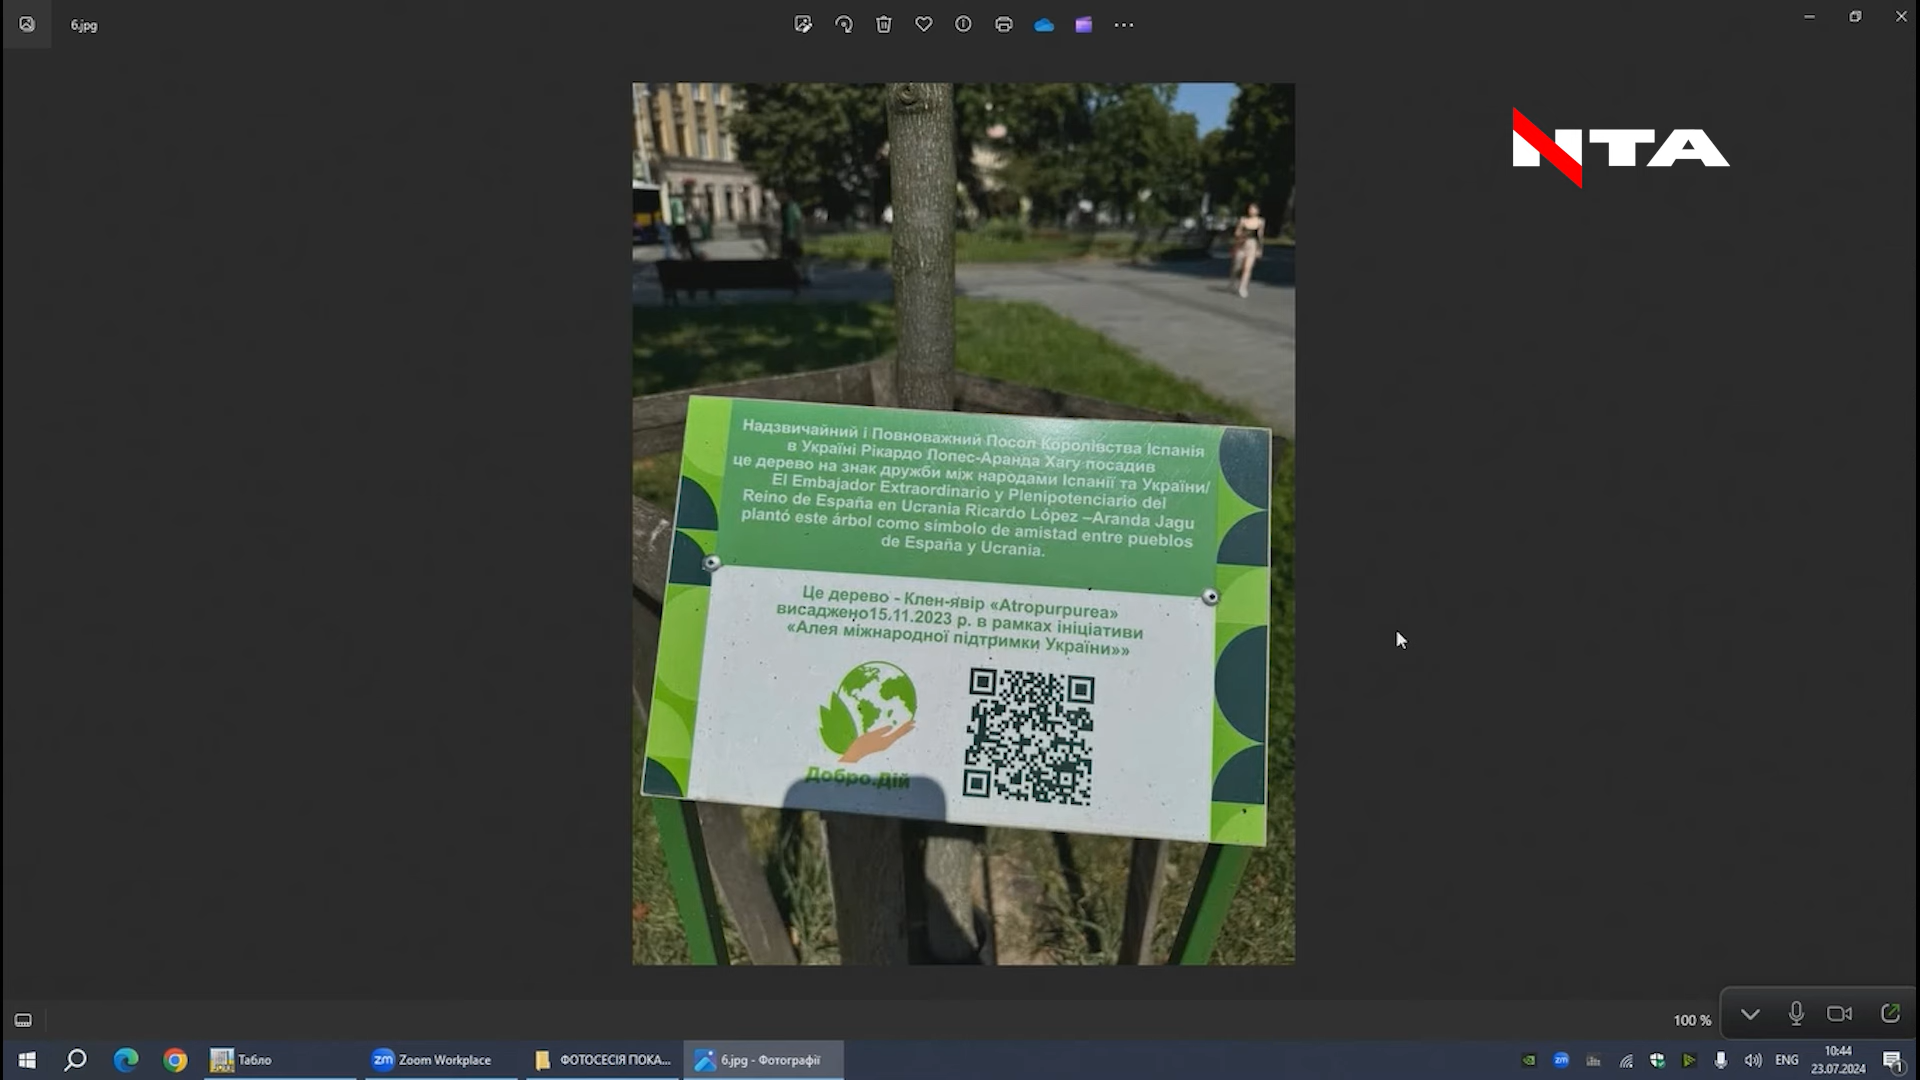 6.jpg
NTA
Надзвичайний і Повноважний Посол Королівства Іспанія
в Україні Рікардо Лопес-Аранда Хагу посадив
це дерево на знак дружби між народами Іспанії та України/
El Embajador Extraordinario y Plenipotenciario del
Reino de España en Ucrania Ricardo López –Aranda Jagu
plantó este árbol como símbolo de amistad entre pueblos
de España y Ucrania.
Це дерево - Клен-явір «Atropurpurea»
висаджено15.11.2023 р. в рамках ініціативи
«Алея міжнародної підтримки України»»
Добро.Дій
100 %
Табло
zm Zoom Workplace
ФОТОСЕСІЯ ПОКА...
6.jpg - Фотографії
zm
ENG
10:44
23.07.2024
1